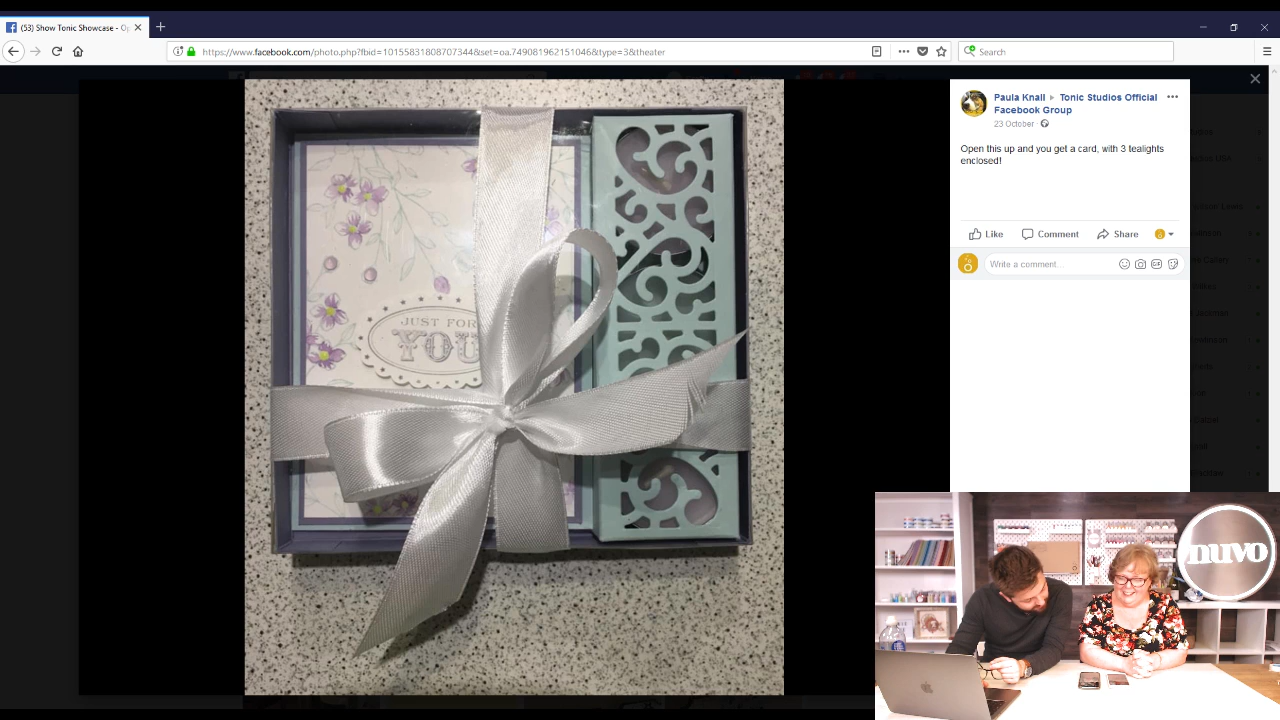 (53) Show Tonic Showcase - Op
https://www.facebook.com/photo.php?fbid=10155831808707344&set=oa.749081962151046&type=3&theater
Search
Paula Knall ▸ Tonic Studios Official
Facebook Group
23 October ·
Open this up and you get a card, with 3 tealights
enclosed!
Like
Comment
Share
Write a comment...
JUST FOR
YOU
nuvo